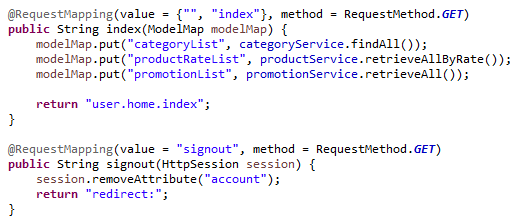 @RequestMapping(value = {"", "index"}, method = RequestMethod.GET)
public String index(ModelMap modelMap) {
    modelMap.put("categoryList", categoryService.findAll());
    modelMap.put("productRateList", productService.retrieveAllByRate());
    modelMap.put("promotionList", promotionService.retrieveAll());

    return "user.home.index";
}

@RequestMapping(value = "signout", method = RequestMethod.GET)
public String signout(HttpSession session) {
    session.removeAttribute("account");
    return "redirect:";
}